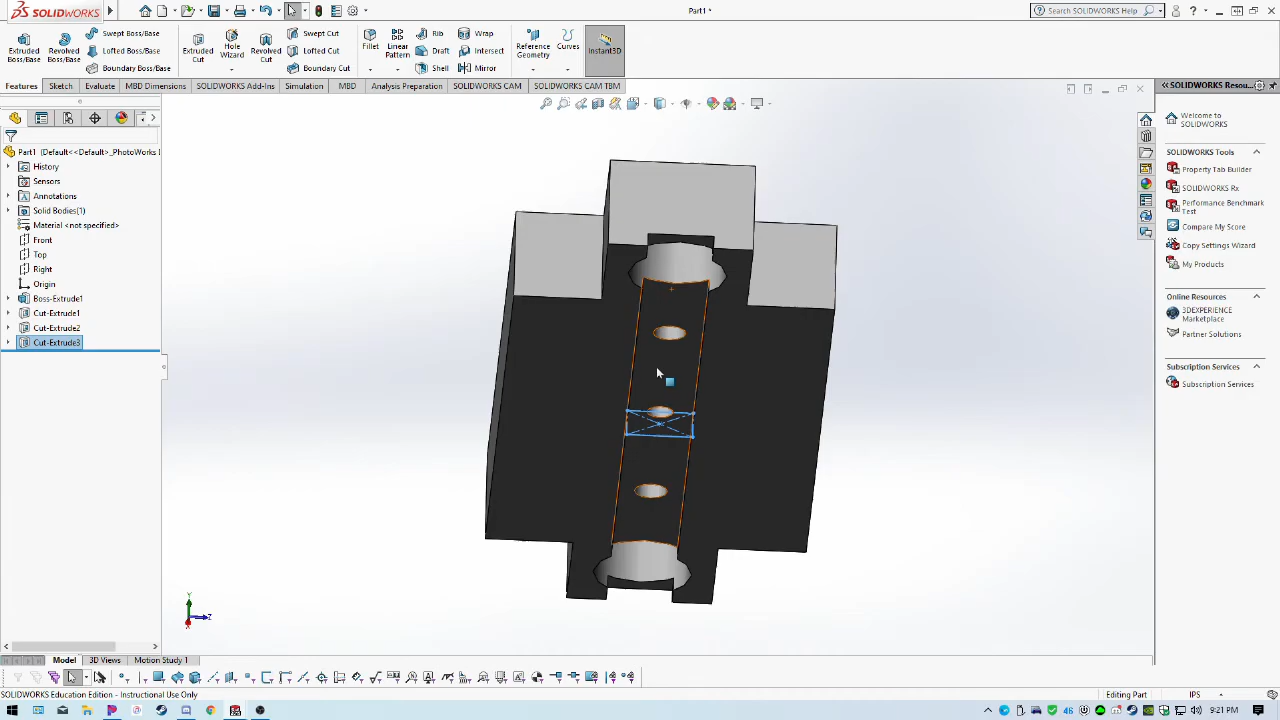 SOLIDWORKS
Part1 *
Search SOLIDWORKS Help
Extruded Boss/Base
Revolved Boss/Base
Swept Boss/Base
Lofted Boss/Base
Boundary Boss/Base
Extruded Cut
Hole Wizard
Revolved Cut
Swept Cut
Lofted Cut
Boundary Cut
Fillet
Linear Pattern
Rib
Draft
Shell
Wrap
Intersect
Mirror
Reference Geometry
Curves
Instant3D
Features
Sketch
Evaluate
MBD Dimensions
SOLIDWORKS Add-Ins
Simulation
MBD
Analysis Preparation
SOLIDWORKS CAM
SOLIDWORKS CAM TBM
Part1 (Default<<Default>_PhotoWorks
History
Sensors
Annotations
Solid Bodies(1)
Material <not specified>
Front
Top
Right
Origin
Boss-Extrude1
Cut-Extrude1
Cut-Extrude2
Cut-Extrude3
SOLIDWORKS Resou...
Welcome to
SOLIDWORKS
SOLIDWORKS Tools
Property Tab Builder
SOLIDWORKS Rx
Performance Benchmark
Test
Compare My Score
Copy Settings Wizard
My Products
Online Resources
3DEXPERIENCE
Marketplace
Partner Solutions
Subscription Services
Subscription Services
Y
Z
Model
3D Views
Motion Study 1
SOLIDWORKS Education Edition - Instructional Use Only
Editing Part
IPS
46
9:21 PM